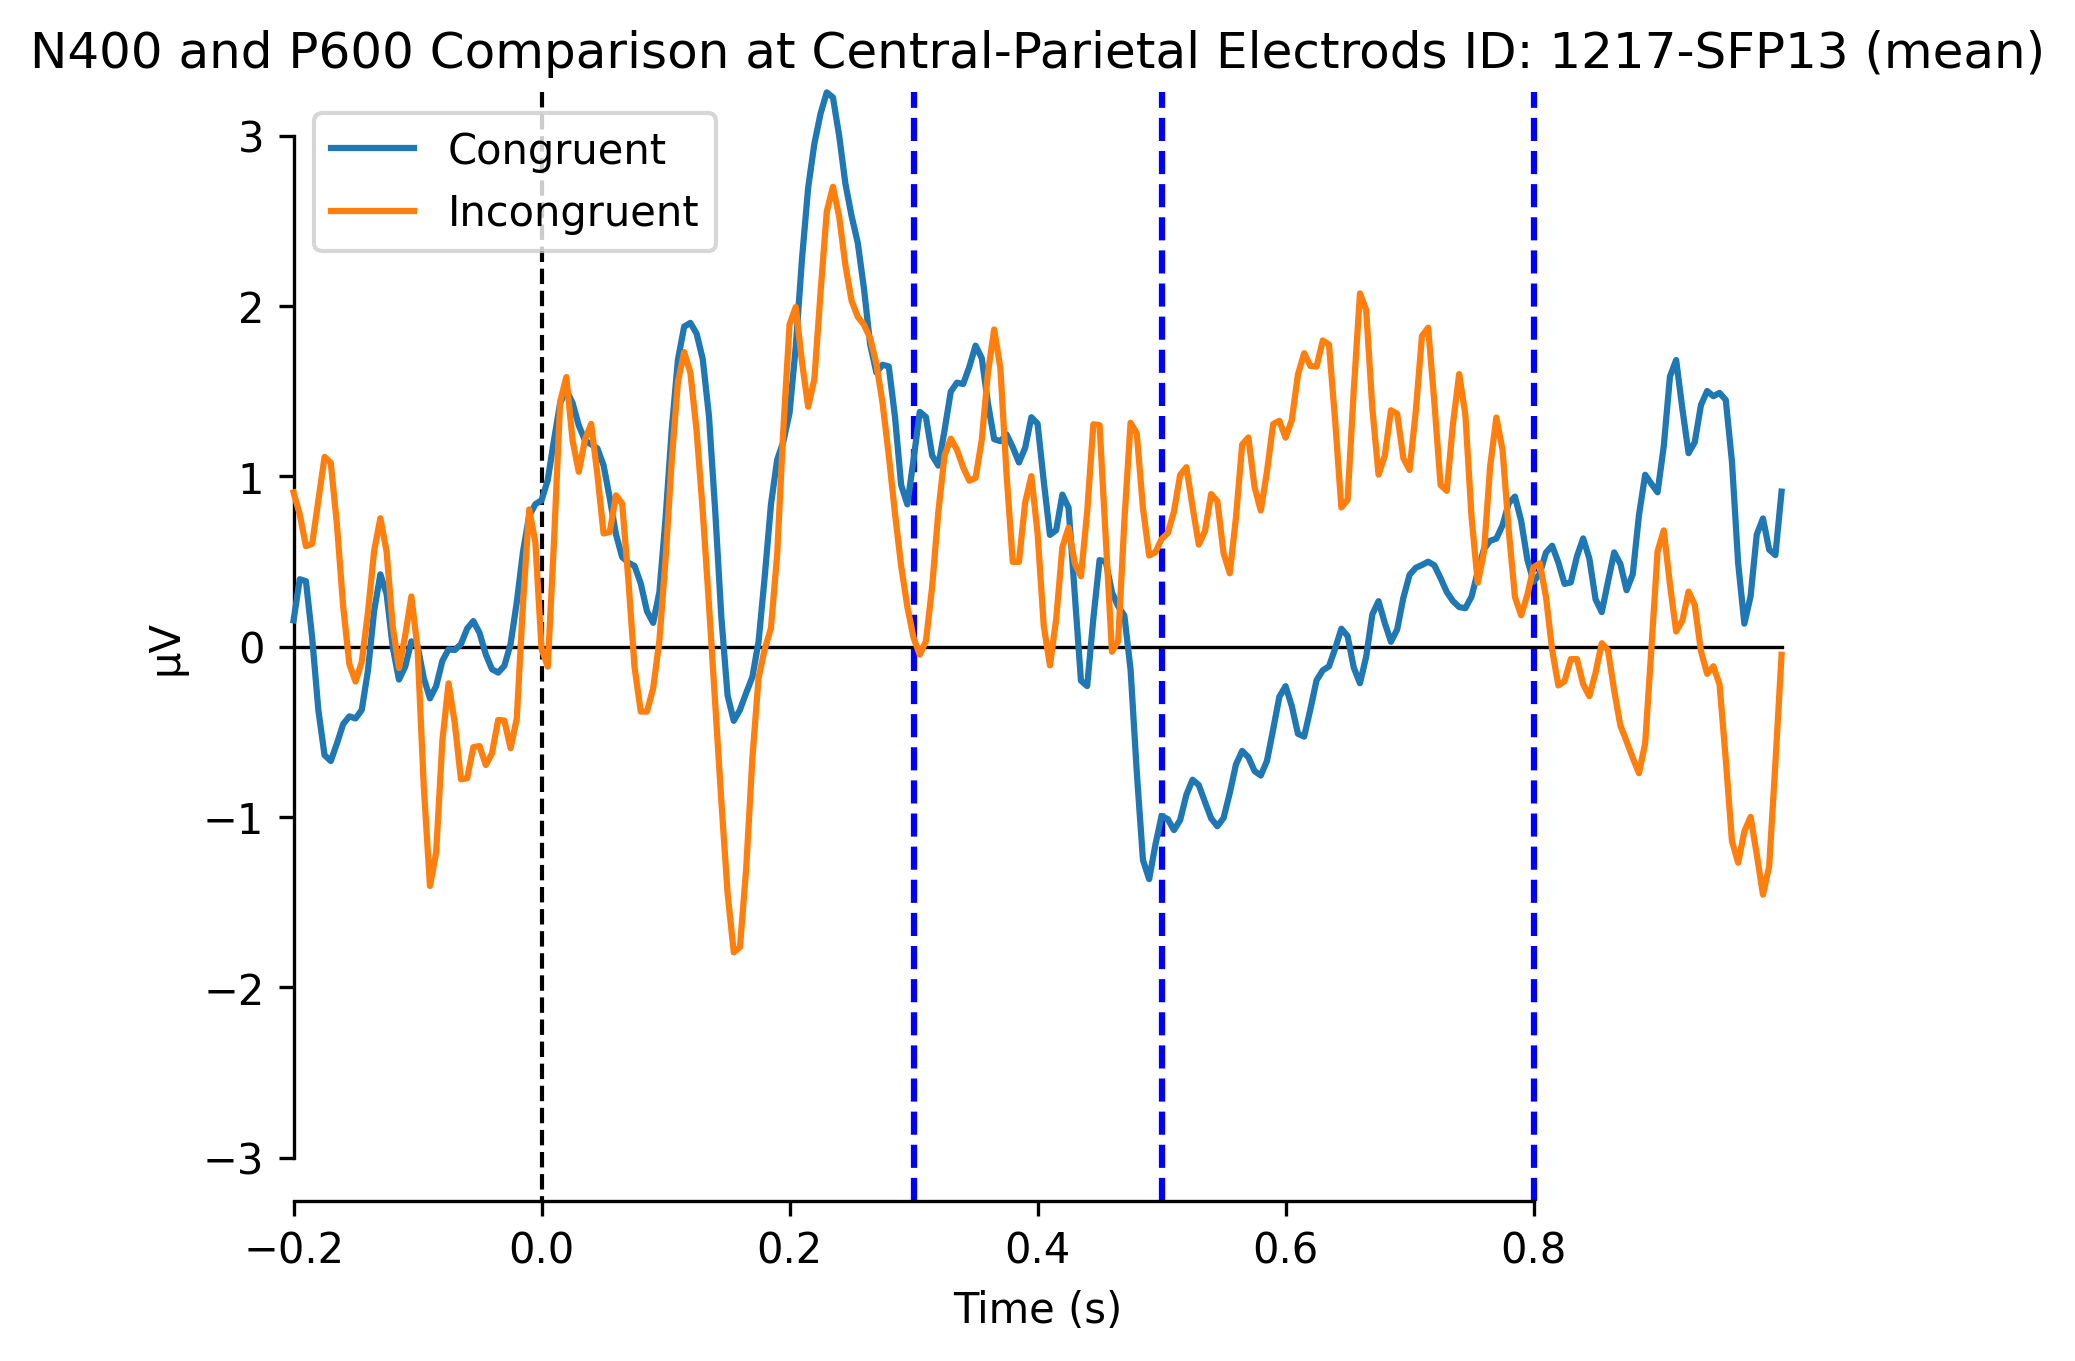 N400 and P600 Comparison at Central-Parietal Electrods ID: 1217-SFP13 (mean)
Congruent
Incongruent
3
2
1
0
−1
−2
−3
µV
−0.2 0.0 0.2 0.4 0.6 0.8
Time (s)